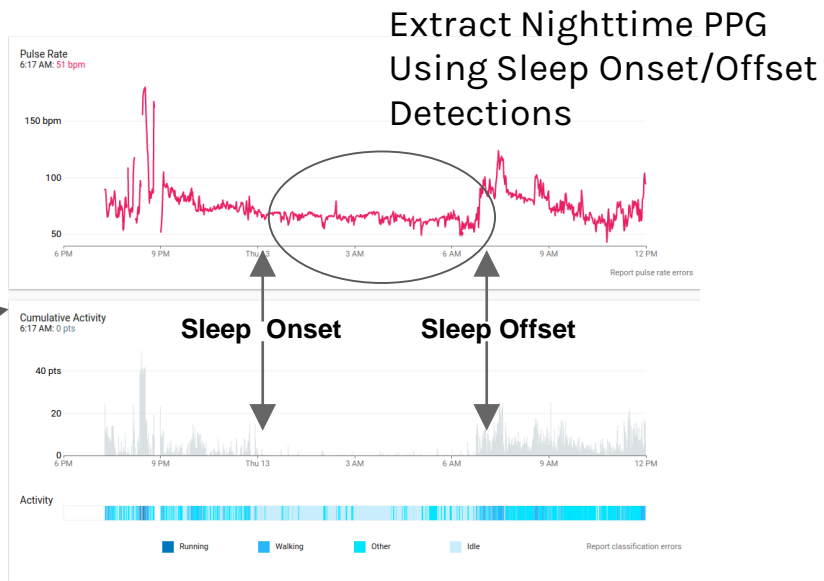 Extract Nighttime PPG
Using Sleep Onset/Offset
Detections
Pulse Rate
6:17 AM: 51 bpm
150 bpm
100
50
6 PM 9 PM Thu 13 3 AM 6 AM 9 AM 12 PM
Report pulse rate errors
Cumulative Activity
6:17 AM: 0 pts
Sleep Onset Sleep Offset
40 pts
20
0
6 PM 9 PM Thu 13 3 AM 6 AM 9 AM 12 PM
Activity
Running Walking Other Idle Report classification errors